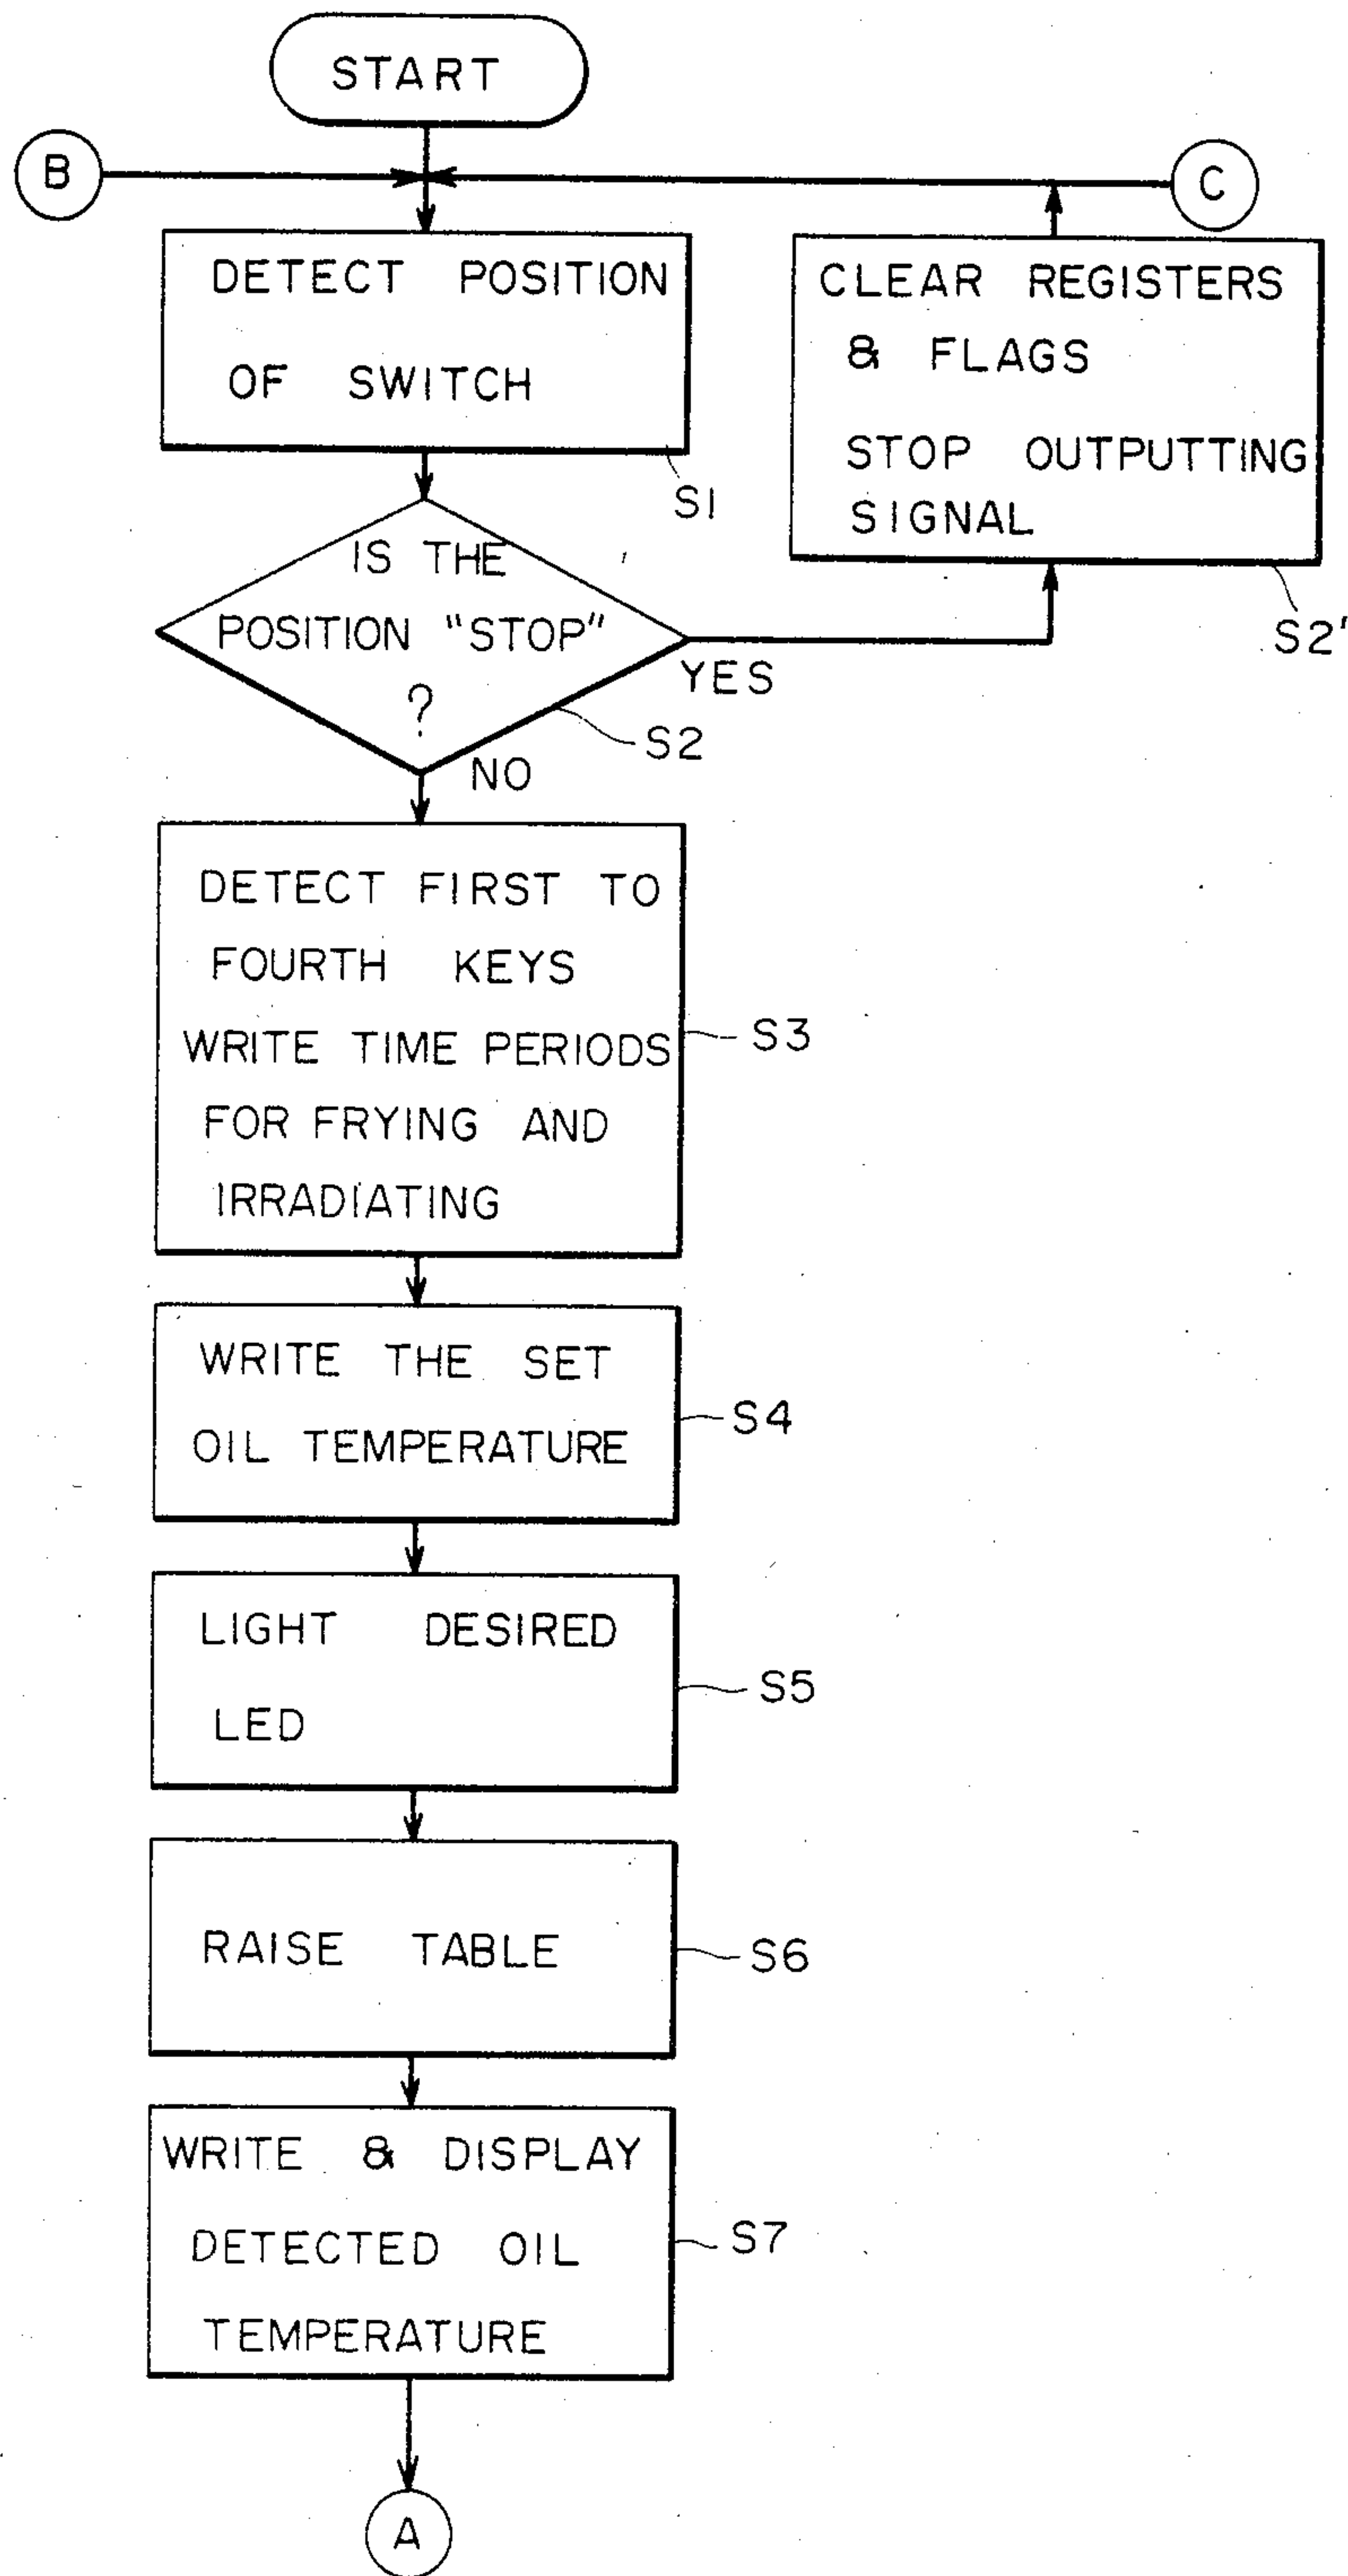 START
B
C
DETECT POSITION
OF SWITCH
S1
CLEAR REGISTERS
& FLAGS
STOP OUTPUTTING
SIGNAL
S2'
IS THE
POSITION "STOP"
?
YES
S2
NO
DETECT FIRST TO
FOURTH KEYS
WRITE TIME PERIODS
FOR FRYING AND
IRRADIATING
S3
WRITE THE SET
OIL TEMPERATURE
S4
LIGHT DESIRED
LED
S5
RAISE TABLE
S6
WRITE & DISPLAY
DETECTED OIL
TEMPERATURE
S7
A